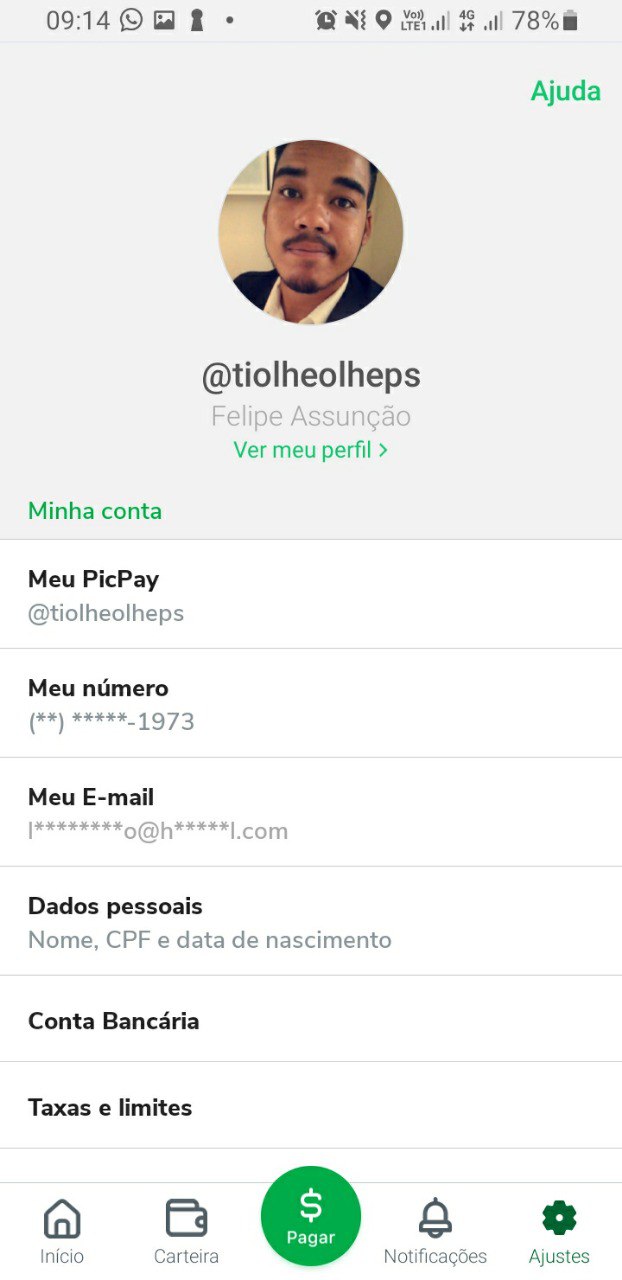 09:14 78%
Vo)) LTE1 4G
Ajuda
@tiolheolheps
Felipe Assunção
Ver meu perfil >
Minha conta
Meu PicPay
@tiolheolheps
Meu número
(**) *****-1973
Meu E-mail
l********o@h*****l.com
Dados pessoais
Nome, CPF e data de nascimento
Conta Bancária
Taxas e limites
$
Início Carteira Pagar Notificações Ajustes